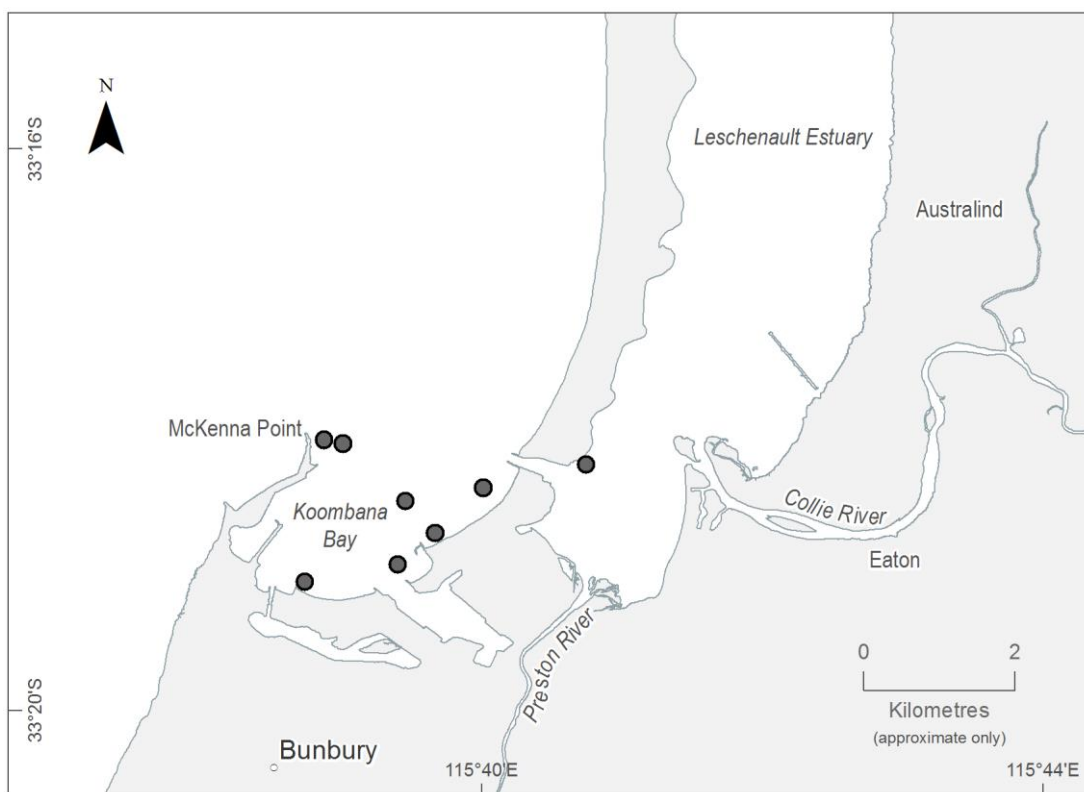 N
33°16'S
Leschenault Estuary
Australind
McKenna Point
Koombana
Bay
Collie River
Eaton
Preston River
0 2
Kilometres
(approximate only)
33°20'S
Bunbury
115°40'E
115°44'E